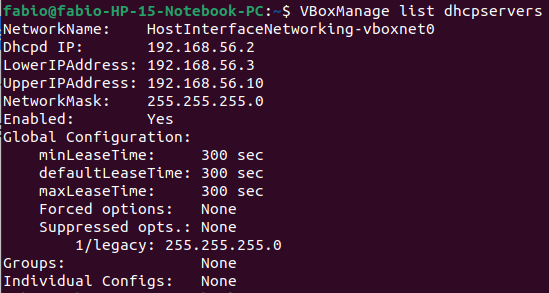 fabio@fabio-HP-15-Notebook-PC:~$ VBoxManage list dhcpservers
NetworkName:    HostInterfaceNetworking-vboxnet0
Dhcpd IP:       192.168.56.2
LowerIPAddress: 192.168.56.3
UpperIPAddress: 192.168.56.10
NetworkMask:    255.255.255.0
Enabled:        Yes
Global Configuration:
    minLeaseTime:     300 sec
    defaultLeaseTime: 300 sec
    maxLeaseTime:     300 sec
    Forced options:   None
    Suppressed opts.: None
        1/legacy: 255.255.255.0
Groups:               None
Individual Configs:   None